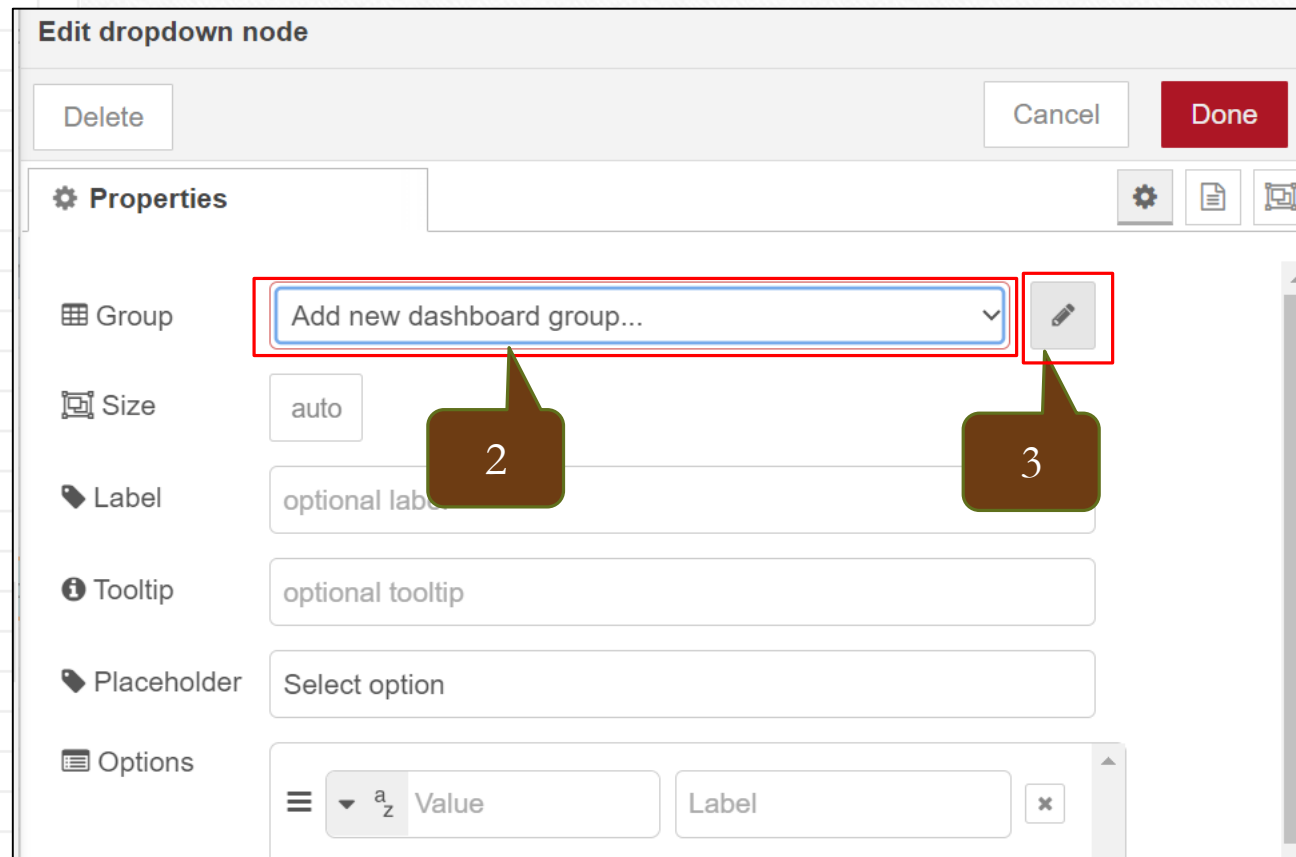 Edit dropdown node
Delete
Cancel
Done
Properties
Group
Add new dashboard group...
Size
auto
2
3
Label
optional
Tooltip
optional tooltip
Placeholder
Select option
Options
a
z
Value
Label